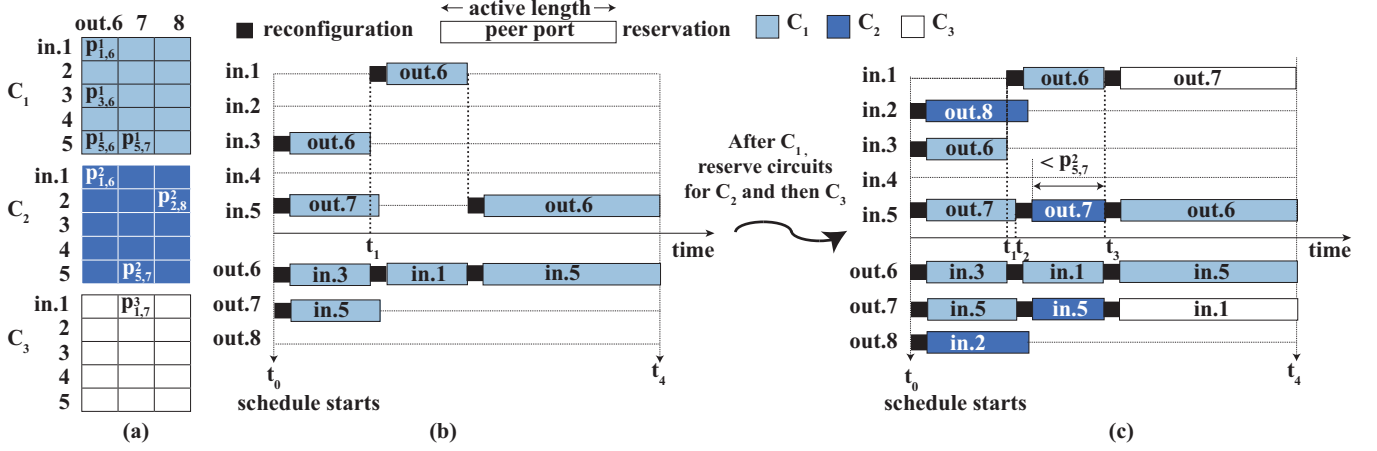 out.6 7 8
in.1 p¹₁,₆
2
C₁ 3 p¹₃,₆
4
5 p¹₅,₆ p¹₅,₇
in.1 p²₁,₆
C₂ 2 p²₂,₈
3
4
5 p²₅,₇
in.1 p³₁,₇
C₃ 2
3
4
5
(a)
reconfiguration
active length
peer port reservation
C₁ C₂ C₃
in.1 out.6
in.2
in.3 out.6
in.4
in.5 out.7 out.6
t₁ time
out.6 in.3 in.1 in.5
out.7 in.5
out.8
t₀ t₄
schedule starts
(b)
After C₁,
reserve circuits
for C₂ and then C₃
in.1 out.6 out.7
in.2 out.8
in.3 out.6
< p²₅,₇
in.4
in.5 out.7 out.7 out.6
t₁ t₂ t₃ time
out.6 in.3 in.1 in.5
out.7 in.5 in.5 in.1
out.8 in.2
t₀ t₄
schedule starts
(c)